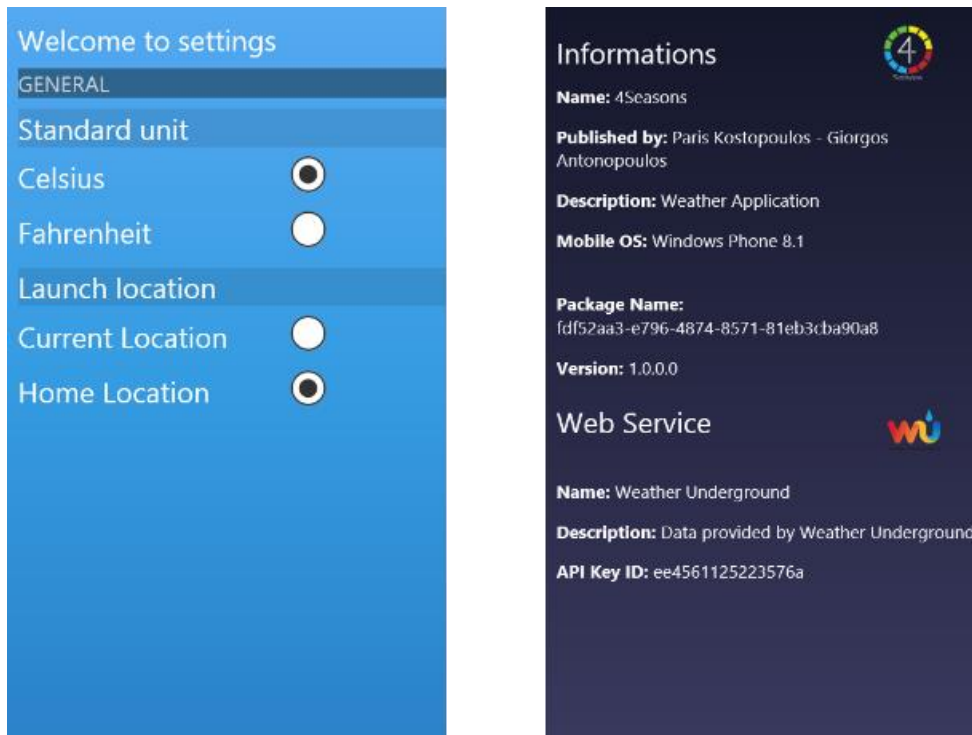 Welcome to settings
GENERAL
Standard unit
Celsius
Fahrenheit
Launch location
Current Location
Home Location
Informations
4
Name: 4Seasons
Published by: Paris Kostopoulos - Giorgos
Antonopoulos
Description: Weather Application
Mobile OS: Windows Phone 8.1
Package Name:
fdf52aa3-e796-4874-8571-81eb3cba90a8
Version: 1.0.0.0
Web Service
wu
Name: Weather Underground
Description: Data provided by Weather Underground
API Key ID: ee4561125223576a